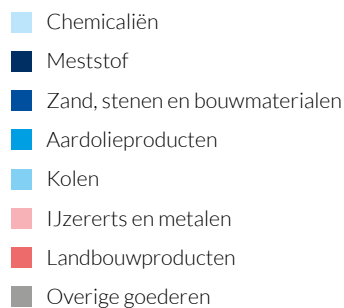 Chemicaliën
Meststof
Zand, stenen en bouwmaterialen
Aardolieproducten
Kolen
IJzererts en metalen
Landbouwproducten
Overige goederen